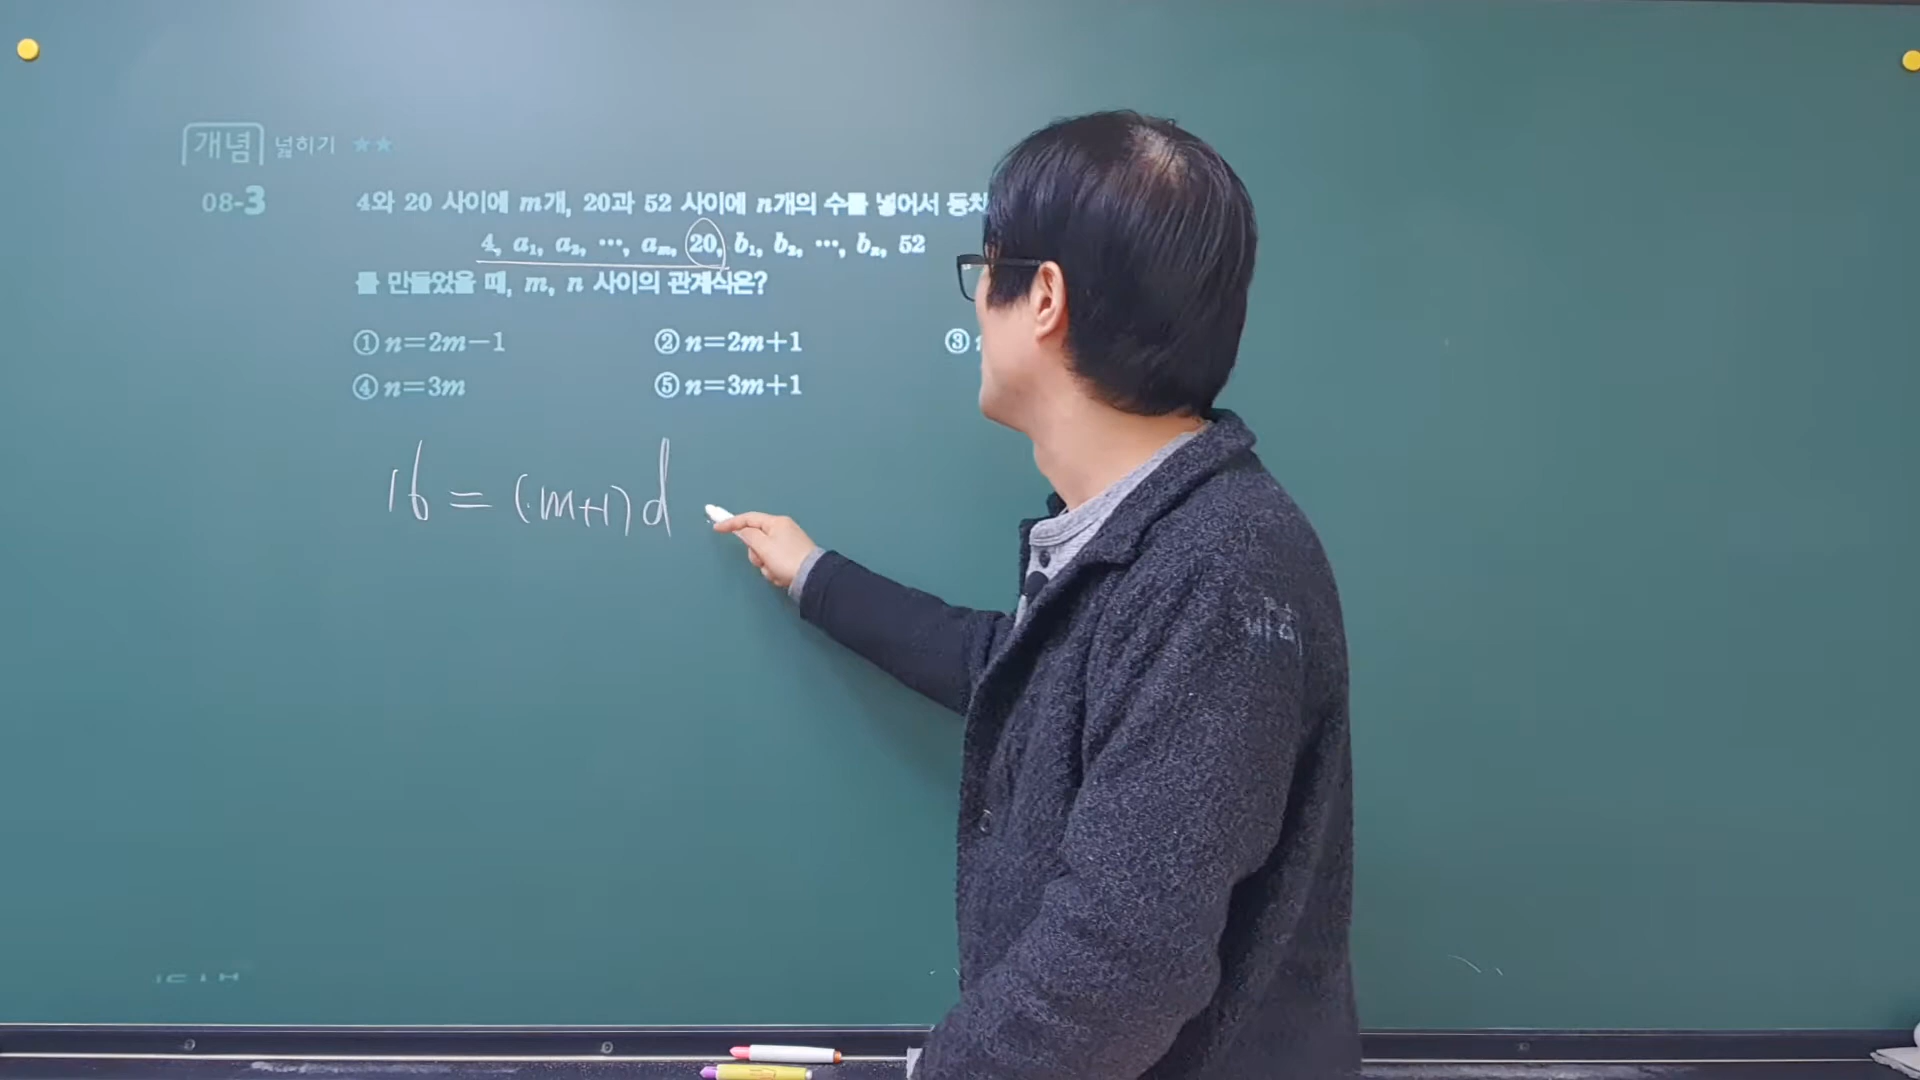 개념 넓히기 ★★
08-3 4와 20 사이에 m개, 20과 52 사이에 n개의 수를 넣어서 등차
4, a₁, a₂, ⋯, aₘ, 20, b₁, b₂, ⋯, bₙ, 52
를 만들었을 때, m, n 사이의 관계식은?
① n=2m-1 ② n=2m+1 ③
④ n=3m ⑤ n=3m+1
16 = (m+1)d